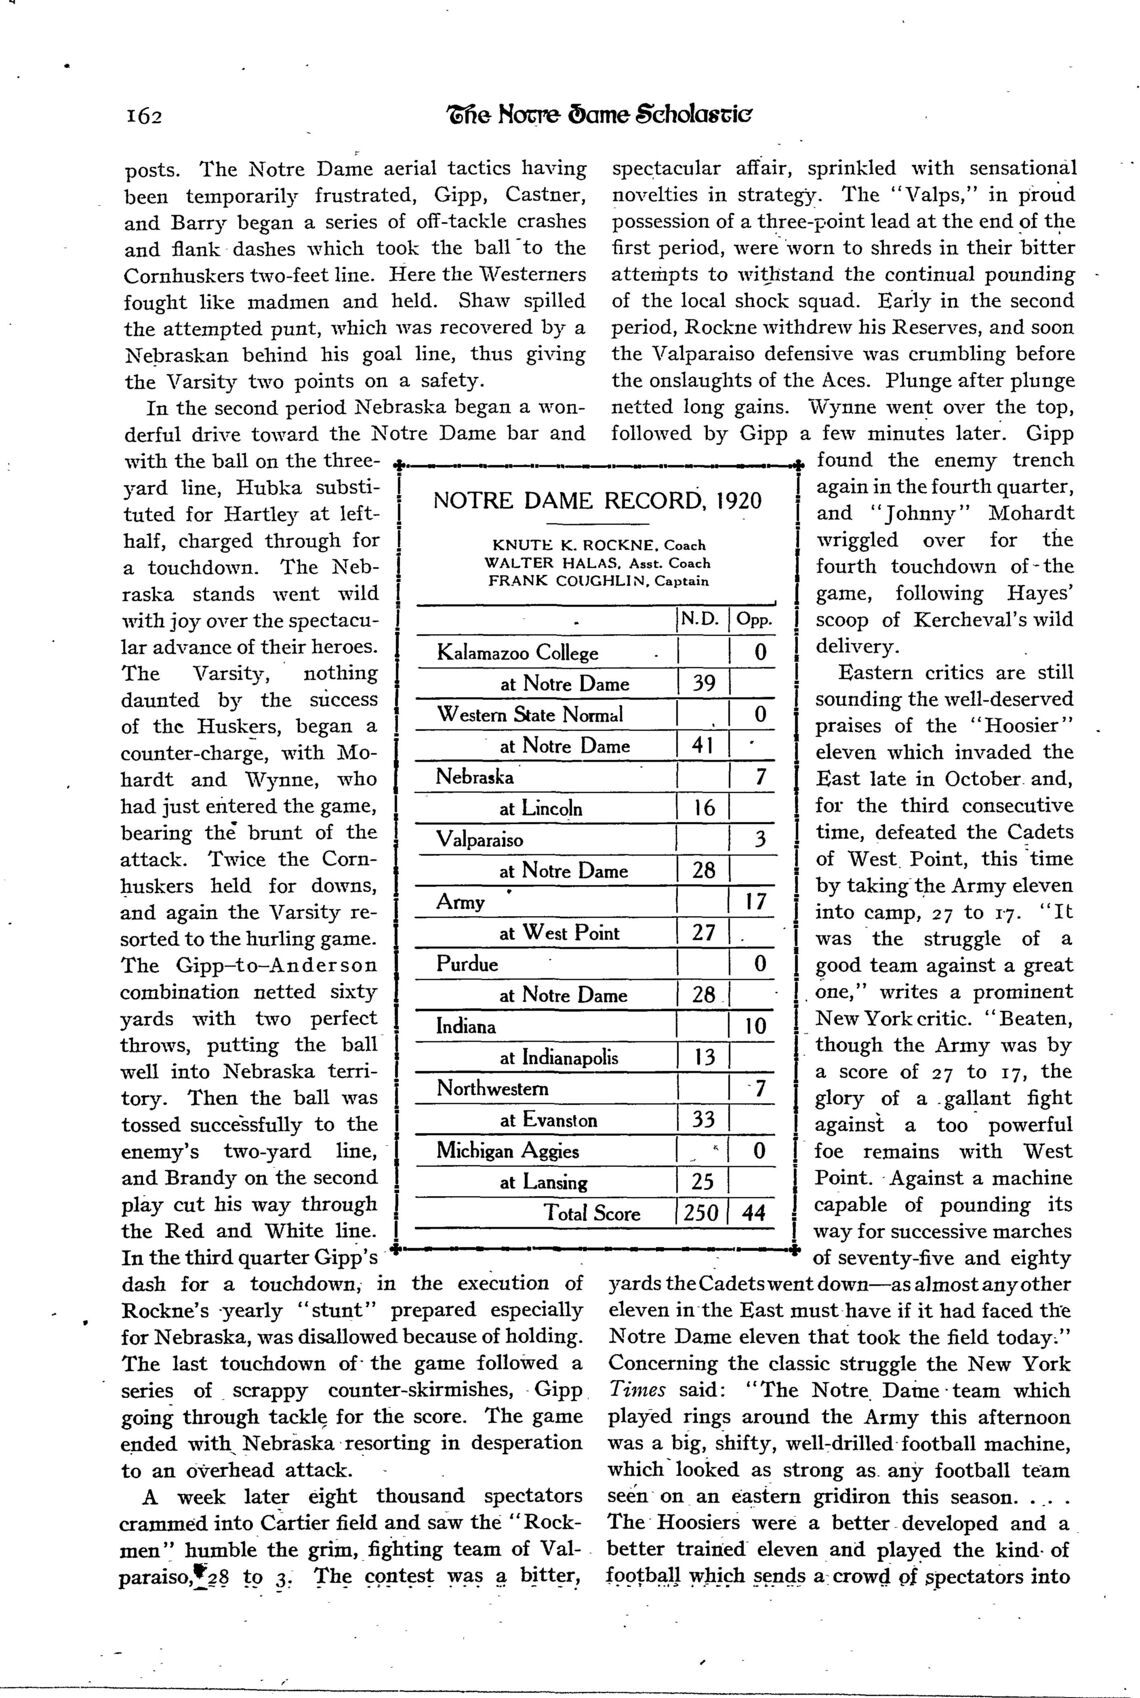 162
The Notre Dame Scholastic
posts. The Notre Dame aerial tactics having
been temporarily frustrated, Gipp, Castner,
and Barry began a series of off-tackle crashes
and flank dashes which took the ball to the
Cornhuskers two-feet line. Here the Westerners
fought like madmen and held. Shaw spilled
the attempted punt, which was recovered by a
Nebraskan behind his goal line, thus giving
the Varsity two points on a safety.
In the second period Nebraska began a won-
derful drive toward the Notre Dame bar and
with the ball on the three-
yard line, Hubka substi-
tuted for Hartley at left-
half, charged through for
a touchdown. The Neb-
raska stands went wild
with joy over the spectacu-
lar advance of their heroes.
The Varsity, nothing
daunted by the success
of the Huskers, began a
counter-charge, with Mo-
hardt and Wynne, who
had just entered the game,
bearing the brunt of the
attack. Twice the Corn-
huskers held for downs,
and again the Varsity re-
sorted to the hurling game.
The Gipp-to-Anderson
combination netted sixty
yards with two perfect
throws, putting the ball
well into Nebraska terri-
tory. Then the ball was
tossed successfully to the
enemy's two-yard line,
and Brandy on the second
play cut his way through
the Red and White line.
In the third quarter Gipp's
dash for a touchdown, in the execution of
Rockne's yearly "stunt" prepared especially
for Nebraska, was disallowed because of holding.
The last touchdown of the game followed a
series of scrappy counter-skirmishes, Gipp
going through tackle for the score. The game
ended with Nebraska resorting in desperation
to an overhead attack.
A week later eight thousand spectators
crammed into Cartier field and saw the "Rock-
men" humble the grim, fighting team of Val-
paraiso, 28 to 3. The contest was a bitter,
NOTRE DAME RECORD, 1920
KNUTE K. ROCKNE, Coach
WALTER HALAS, Asst. Coach
FRANK COUGHLIN, Captain
N.D. Opp.
Kalamazoo College 0
at Notre Dame 39
Western State Normal 0
at Notre Dame 41
Nebraska 7
at Lincoln 16
Valparaiso 3
at Notre Dame 28
Army 17
at West Point 27
Purdue 0
at Notre Dame 28
Indiana 10
at Indianapolis 13
Northwestern 7
at Evanston 33
Michigan Aggies 0
at Lansing 25
Total Score 250 44
spectacular affair, sprinkled with sensational
novelties in strategy. The "Valps," in proud
possession of a three-point lead at the end of the
first period, were worn to shreds in their bitter
attempts to withstand the continual pounding
of the local shock squad. Early in the second
period, Rockne withdrew his Reserves, and soon
the Valparaiso defensive was crumbling before
the onslaughts of the Aces. Plunge after plunge
netted long gains. Wynne went over the top,
followed by Gipp a few minutes later. Gipp
found the enemy trench
again in the fourth quarter,
and "Johnny" Mohardt
wriggled over for the
fourth touchdown of the
game, following Hayes'
scoop of Kercheval's wild
delivery.
Eastern critics are still
sounding the well-deserved
praises of the "Hoosier"
eleven which invaded the
East late in October and,
for the third consecutive
time, defeated the Cadets
of West Point, this time
by taking the Army eleven
into camp, 27 to 17. "It
was the struggle of a
good team against a great
one," writes a prominent
New York critic. "Beaten,
though the Army was by
a score of 27 to 17, the
glory of a gallant fight
against a too powerful
foe remains with West
Point. Against a machine
capable of pounding its
way for successive marches
of seventy-five and eighty
yards the Cadets went down—as almost any other
eleven in the East must have if it had faced the
Notre Dame eleven that took the field today."
Concerning the classic struggle the New York
Times said: "The Notre Dame team which
played rings around the Army this afternoon
was a big, shifty, well-drilled football machine,
which looked as strong as any football team
seen on an eastern gridiron this season. . . .
The Hoosiers were a better developed and a
better trained eleven and played the kind of
football which sends a crowd of spectators into